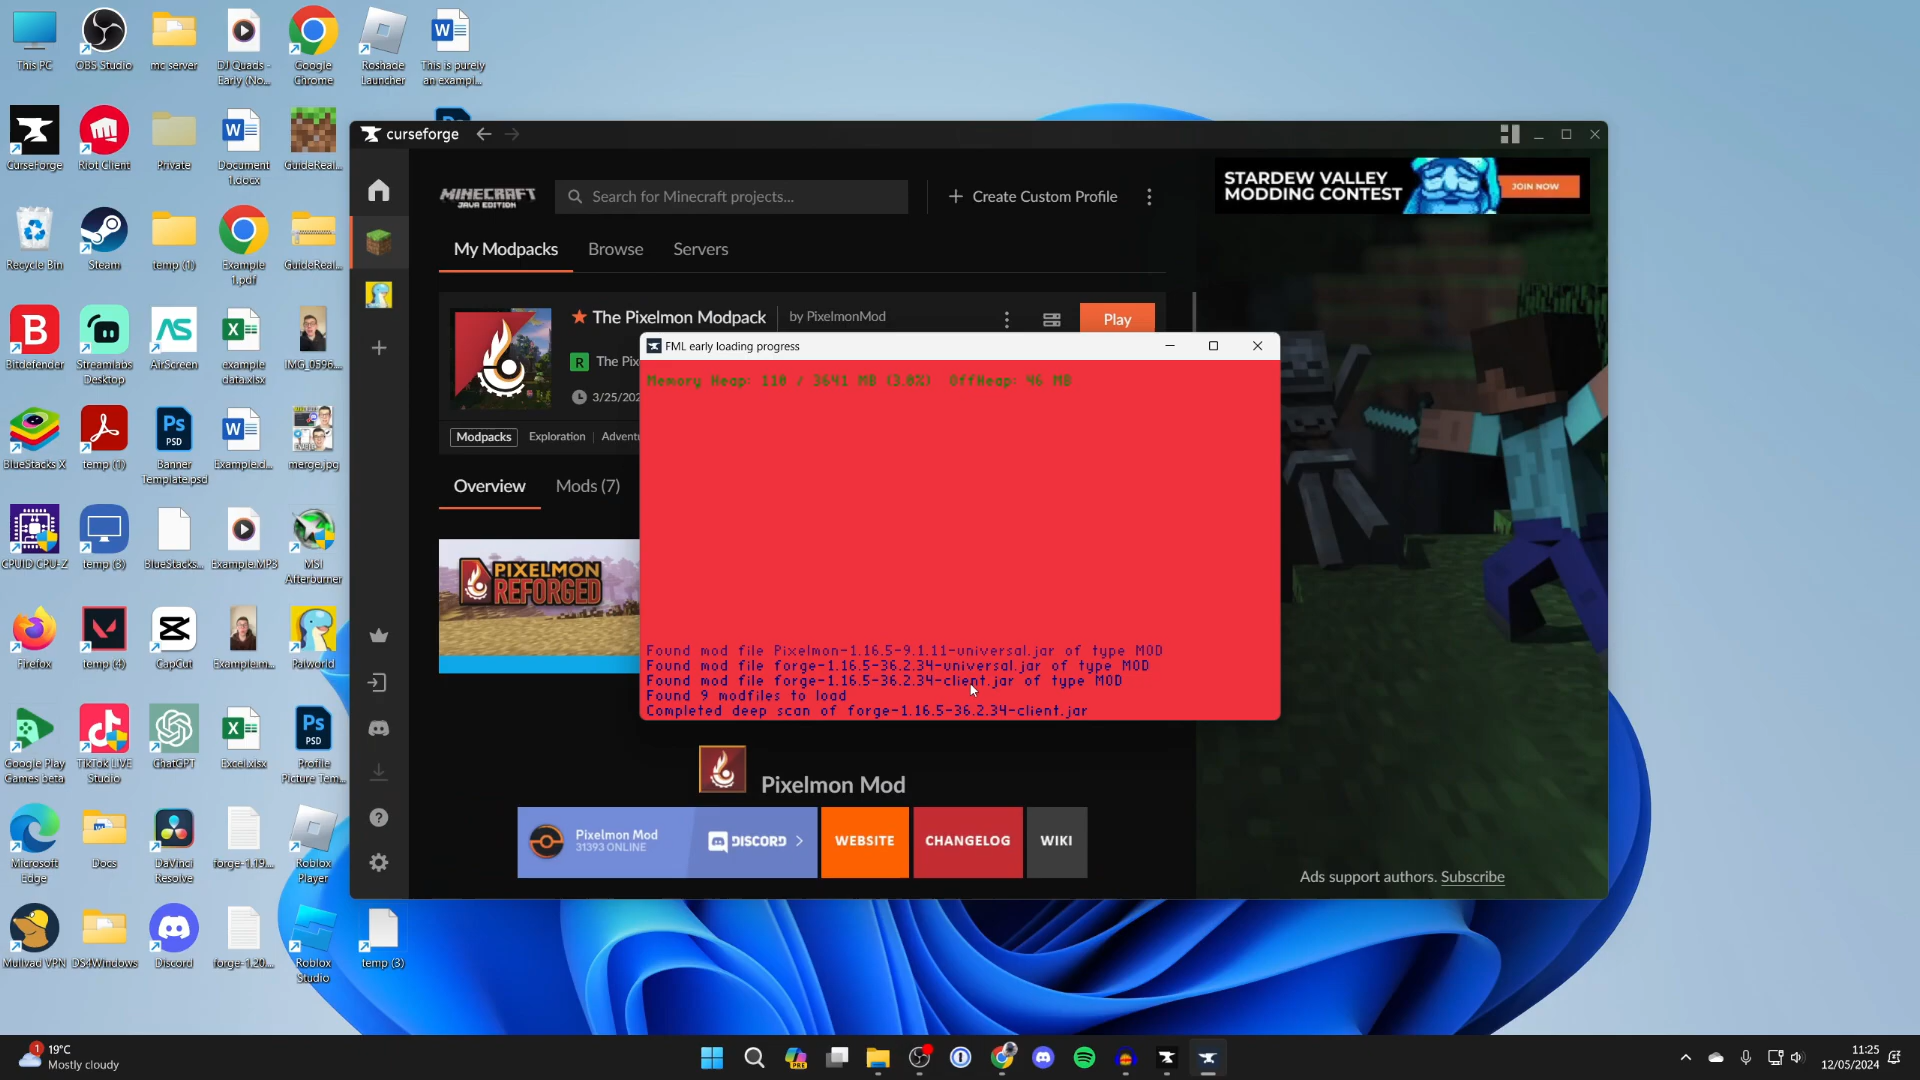 This PC
OBS Studio
mc server
DJ Quads - Early (No...
Google Chrome
Roshade Launcher
This is purely an exampl...
CurseForge
Riot Client
Private
Document 1.docx
GuideReal...
Recycle Bin
Steam
temp (1)
Example 1.pdf
GuideReal...
Bitdefender
Streamlabs Desktop
AirScreen
example data.xlsx
IMG_0596...
BlueStacks X
temp (1)
Banner Template.psd
Example.d...
merge.jpg
CPUID CPU-Z
temp (3)
BlueStacks...
Example.MP3
MSI Afterburner
Firefox
temp (4)
CapCut
Example.m...
Palworld
Google Play Games beta
TikTok LIVE Studio
ChatGPT
Excel.xlsx
Profile Picture Tem...
Microsoft Edge
Docs
DaVinci Resolve
forge-1.19....
Roblox Player
Mullvad VPN
DS4Windows
Discord
forge-1.20....
Roblox Studio
temp (3)
curseforge
MINECRAFT
JAVA EDITION
Search for Minecraft projects...
Create Custom Profile
STARDEW VALLEY
MODDING CONTEST
JOIN NOW
My Modpacks
Browse
Servers
The Pixelmon Modpack
by PixelmonMod
Play
R
The Pix
3/25/202
Modpacks
Exploration
Adventu
Overview
Mods (7)
PIXELMON
REFORGED
FML early loading progress
Memory Heap: 110 / 3641 MB (3.0%) OffHeap: 46 MB
Found mod file Pixelmon-1.16.5-9.1.11-universal.jar of type MOD
Found mod file forge-1.16.5-36.2.34-universal.jar of type MOD
Found mod file forge-1.16.5-36.2.34-client.jar of type MOD
Found 9 modfiles to load
Completed deep scan of forge-1.16.5-36.2.34-client.jar
Pixelmon Mod
Pixelmon Mod
31393 ONLINE
DISCORD
WEBSITE
CHANGELOG
WIKI
Ads support authors. Subscribe
1
19°C
Mostly cloudy
11:25
12/05/2024